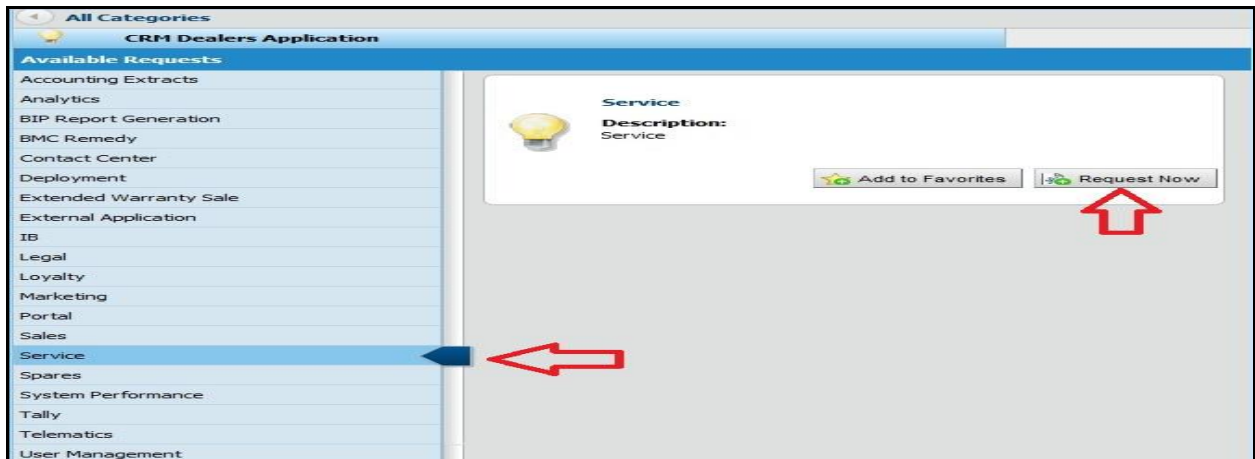 All Categories
CRM Dealers Application
Available Requests
Accounting Extracts
Analytics
BIP Report Generation
BMC Remedy
Contact Center
Deployment
Extended Warranty Sale
External Application
IB
Legal
Loyalty
Marketing
Portal
Sales
Service
Spares
System Performance
Tally
Telematics
User Management
Service
Description:
Service
Add to Favorites
Request Now